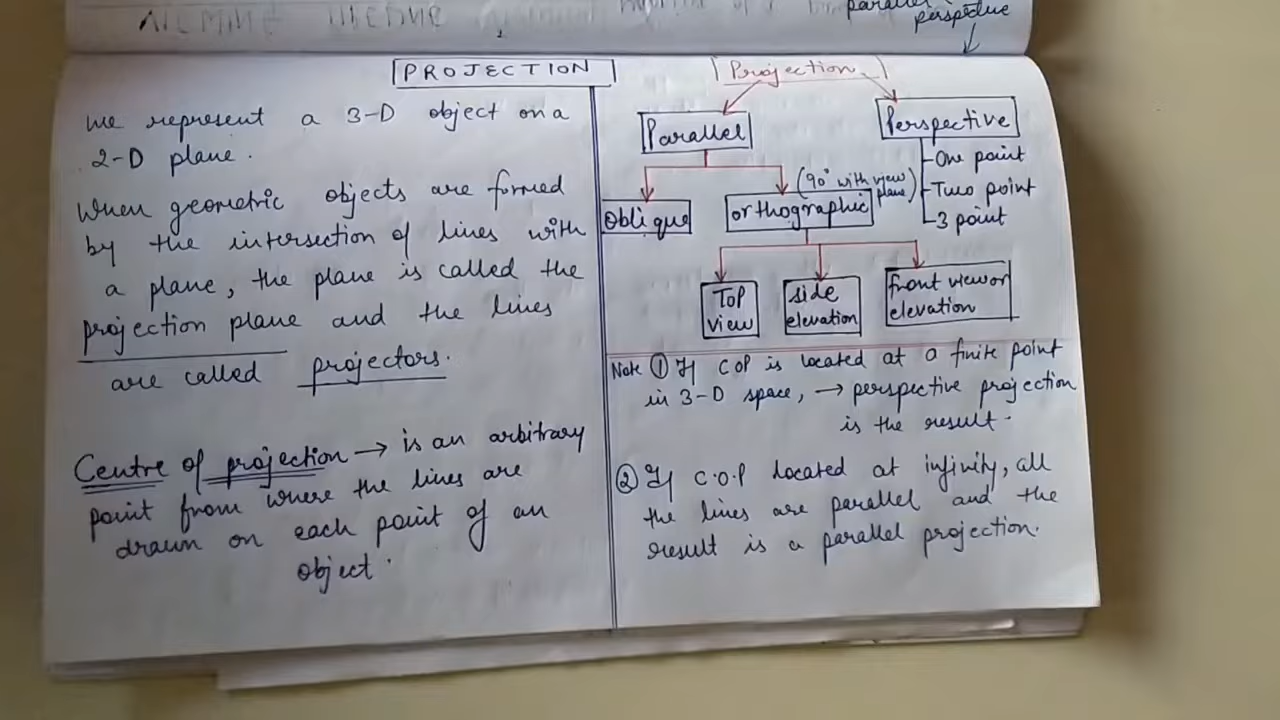 parallel
perspective
PROJECTION
we represent a 3-D object on a
2-D plane.
When geometric objects are formed
by the intersection of lines with
a plane, the plane is called the
projection plane and the lines
are called projectors.
Centre of projection → is an arbitrary
point from where the lines are
drawn on each point of an
object.
Projection
Parallel
Perspective
One point
Two point
3 point
(90° with view
plane)
oblique
orthographic
Top
view
side
elevation
front view or
elevation
Note ① If COP is located at a finite point
in 3-D space, → perspective projection
is the result.
② If C.O.P located at infinity, all
the lines are parallel and the
result is a parallel projection.